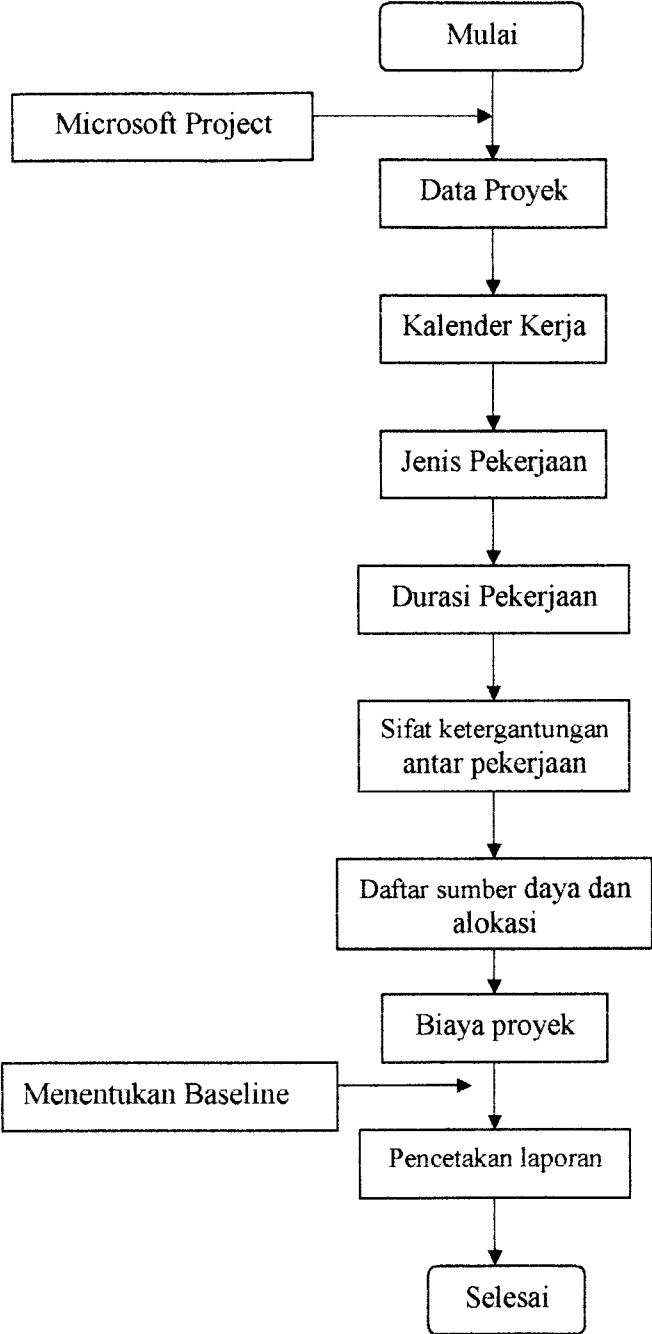 Mulai
Microsoft Project
Data Proyek
Kalender Kerja
Jenis Pekerjaan
Durasi Pekerjaan
Sifat ketergantungan
antar pekerjaan
Daftar sumber daya dan
alokasi
Biaya proyek
Menentukan Baseline
Pencetakan laporan
Selesai